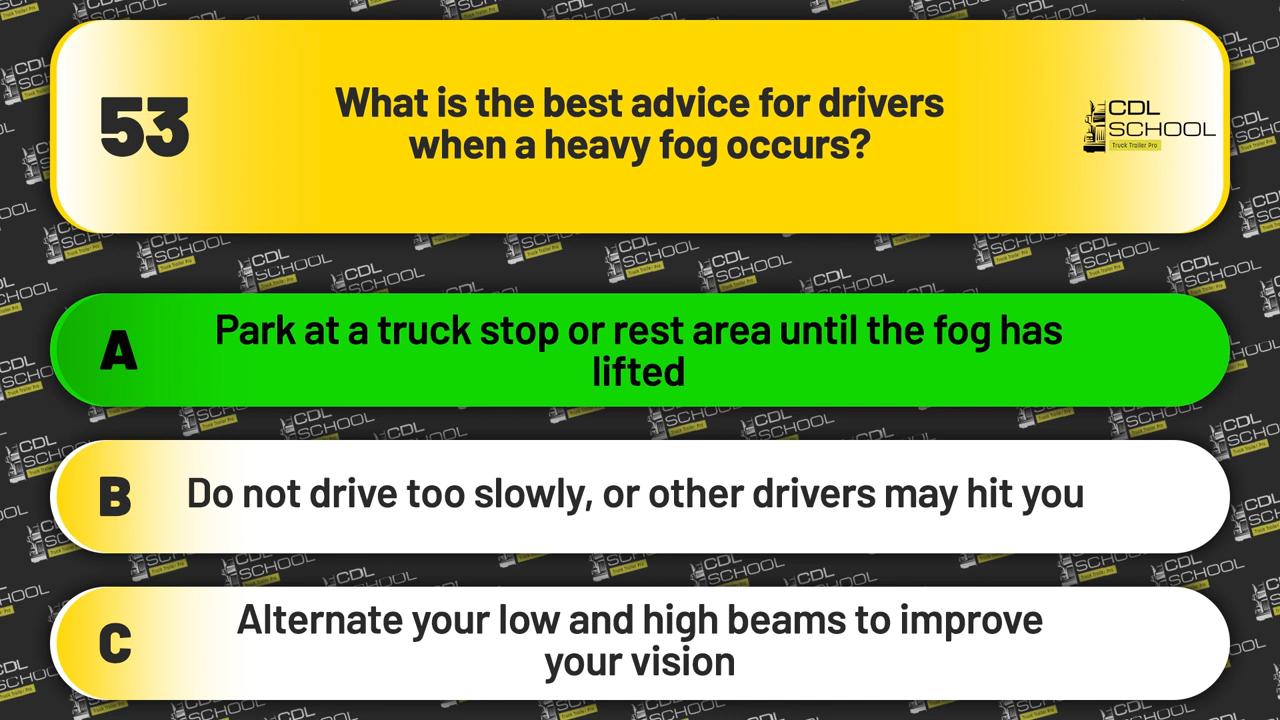 53
What is the best advice for drivers
when a heavy fog occurs?
CDL
SCHOOL
Truck Trailer Pro
A
Park at a truck stop or rest area until the fog has
lifted
B
Do not drive too slowly, or other drivers may hit you
C
Alternate your low and high beams to improve
your vision